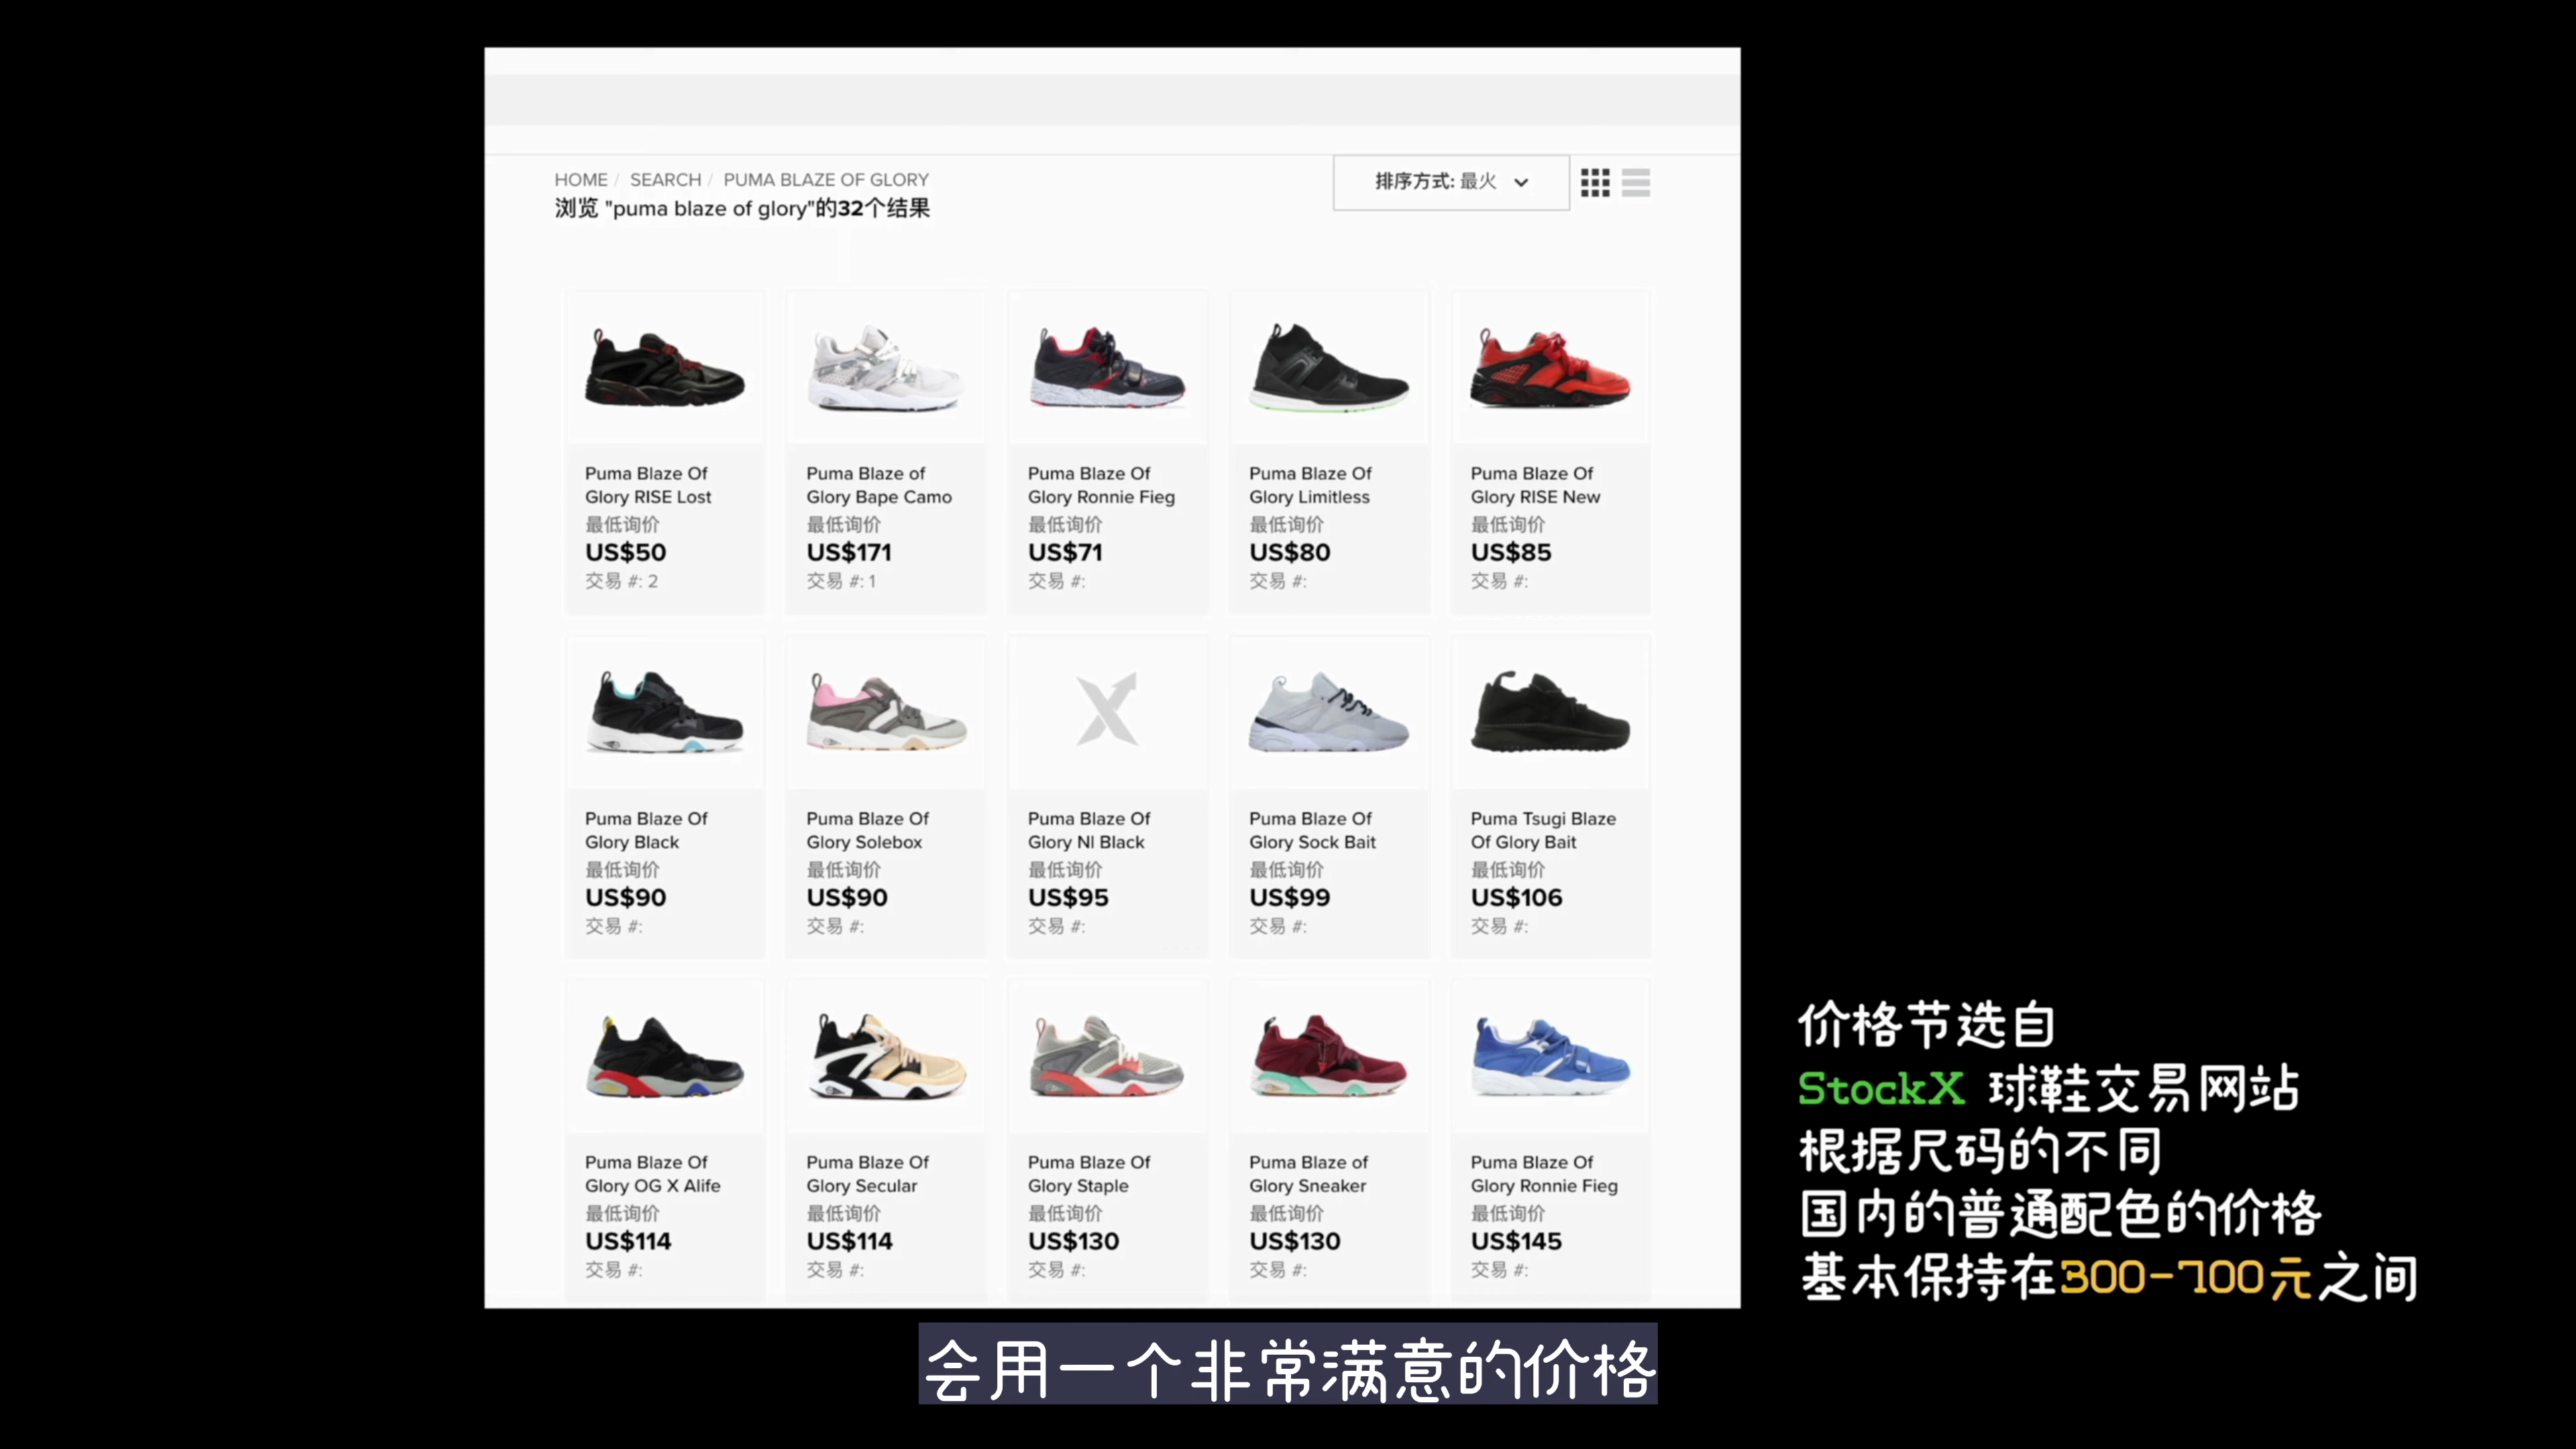 HOME / SEARCH / PUMA BLAZE OF GLORY
浏览 "puma blaze of glory"的32个结果
排序方式: 最火
Puma Blaze Of
Glory RISE Lost
最低询价
US$50
交易 #: 2
Puma Blaze of
Glory Bape Camo
最低询价
US$171
交易 #: 1
Puma Blaze Of
Glory Ronnie Fieg
最低询价
US$71
交易 #:
Puma Blaze Of
Glory Limitless
最低询价
US$80
交易 #:
Puma Blaze Of
Glory RISE New
最低询价
US$85
交易 #:
Puma Blaze Of
Glory Black
最低询价
US$90
交易 #:
Puma Blaze Of
Glory Solebox
最低询价
US$90
交易 #:
Puma Blaze Of
Glory Nl Black
最低询价
US$95
交易 #:
Puma Blaze Of
Glory Sock Bait
最低询价
US$99
交易 #:
Puma Tsugi Blaze
Of Glory Bait
最低询价
US$106
交易 #:
Puma Blaze Of
Glory OG X Alife
最低询价
US$114
交易 #:
Puma Blaze Of
Glory Secular
最低询价
US$114
交易 #:
Puma Blaze Of
Glory Staple
最低询价
US$130
交易 #:
Puma Blaze of
Glory Sneaker
最低询价
US$130
交易 #:
Puma Blaze Of
Glory Ronnie Fieg
最低询价
US$145
交易 #:
价格节选自
StockX 球鞋交易网站
根据尺码的不同
国内的普通配色的价格
基本保持在300-700元之间
会用一个非常满意的价格